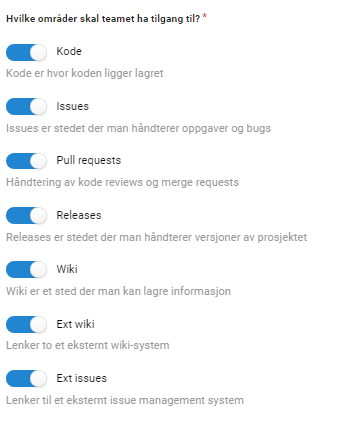 Hvilke områder skal teamet ha tilgang til? *
Kode
Kode er hvor koden ligger lagret
Issues
Issues er stedet der man håndterer oppgaver og bugs
Pull requests
Håndtering av kode reviews og merge requests
Releases
Releases er stedet der man håndterer versjoner av prosjektet
Wiki
Wiki er et sted der man kan lagre informasjon
Ext wiki
Lenker to et eksternt wiki-system
Ext issues
Lenker til et eksternt issue management system